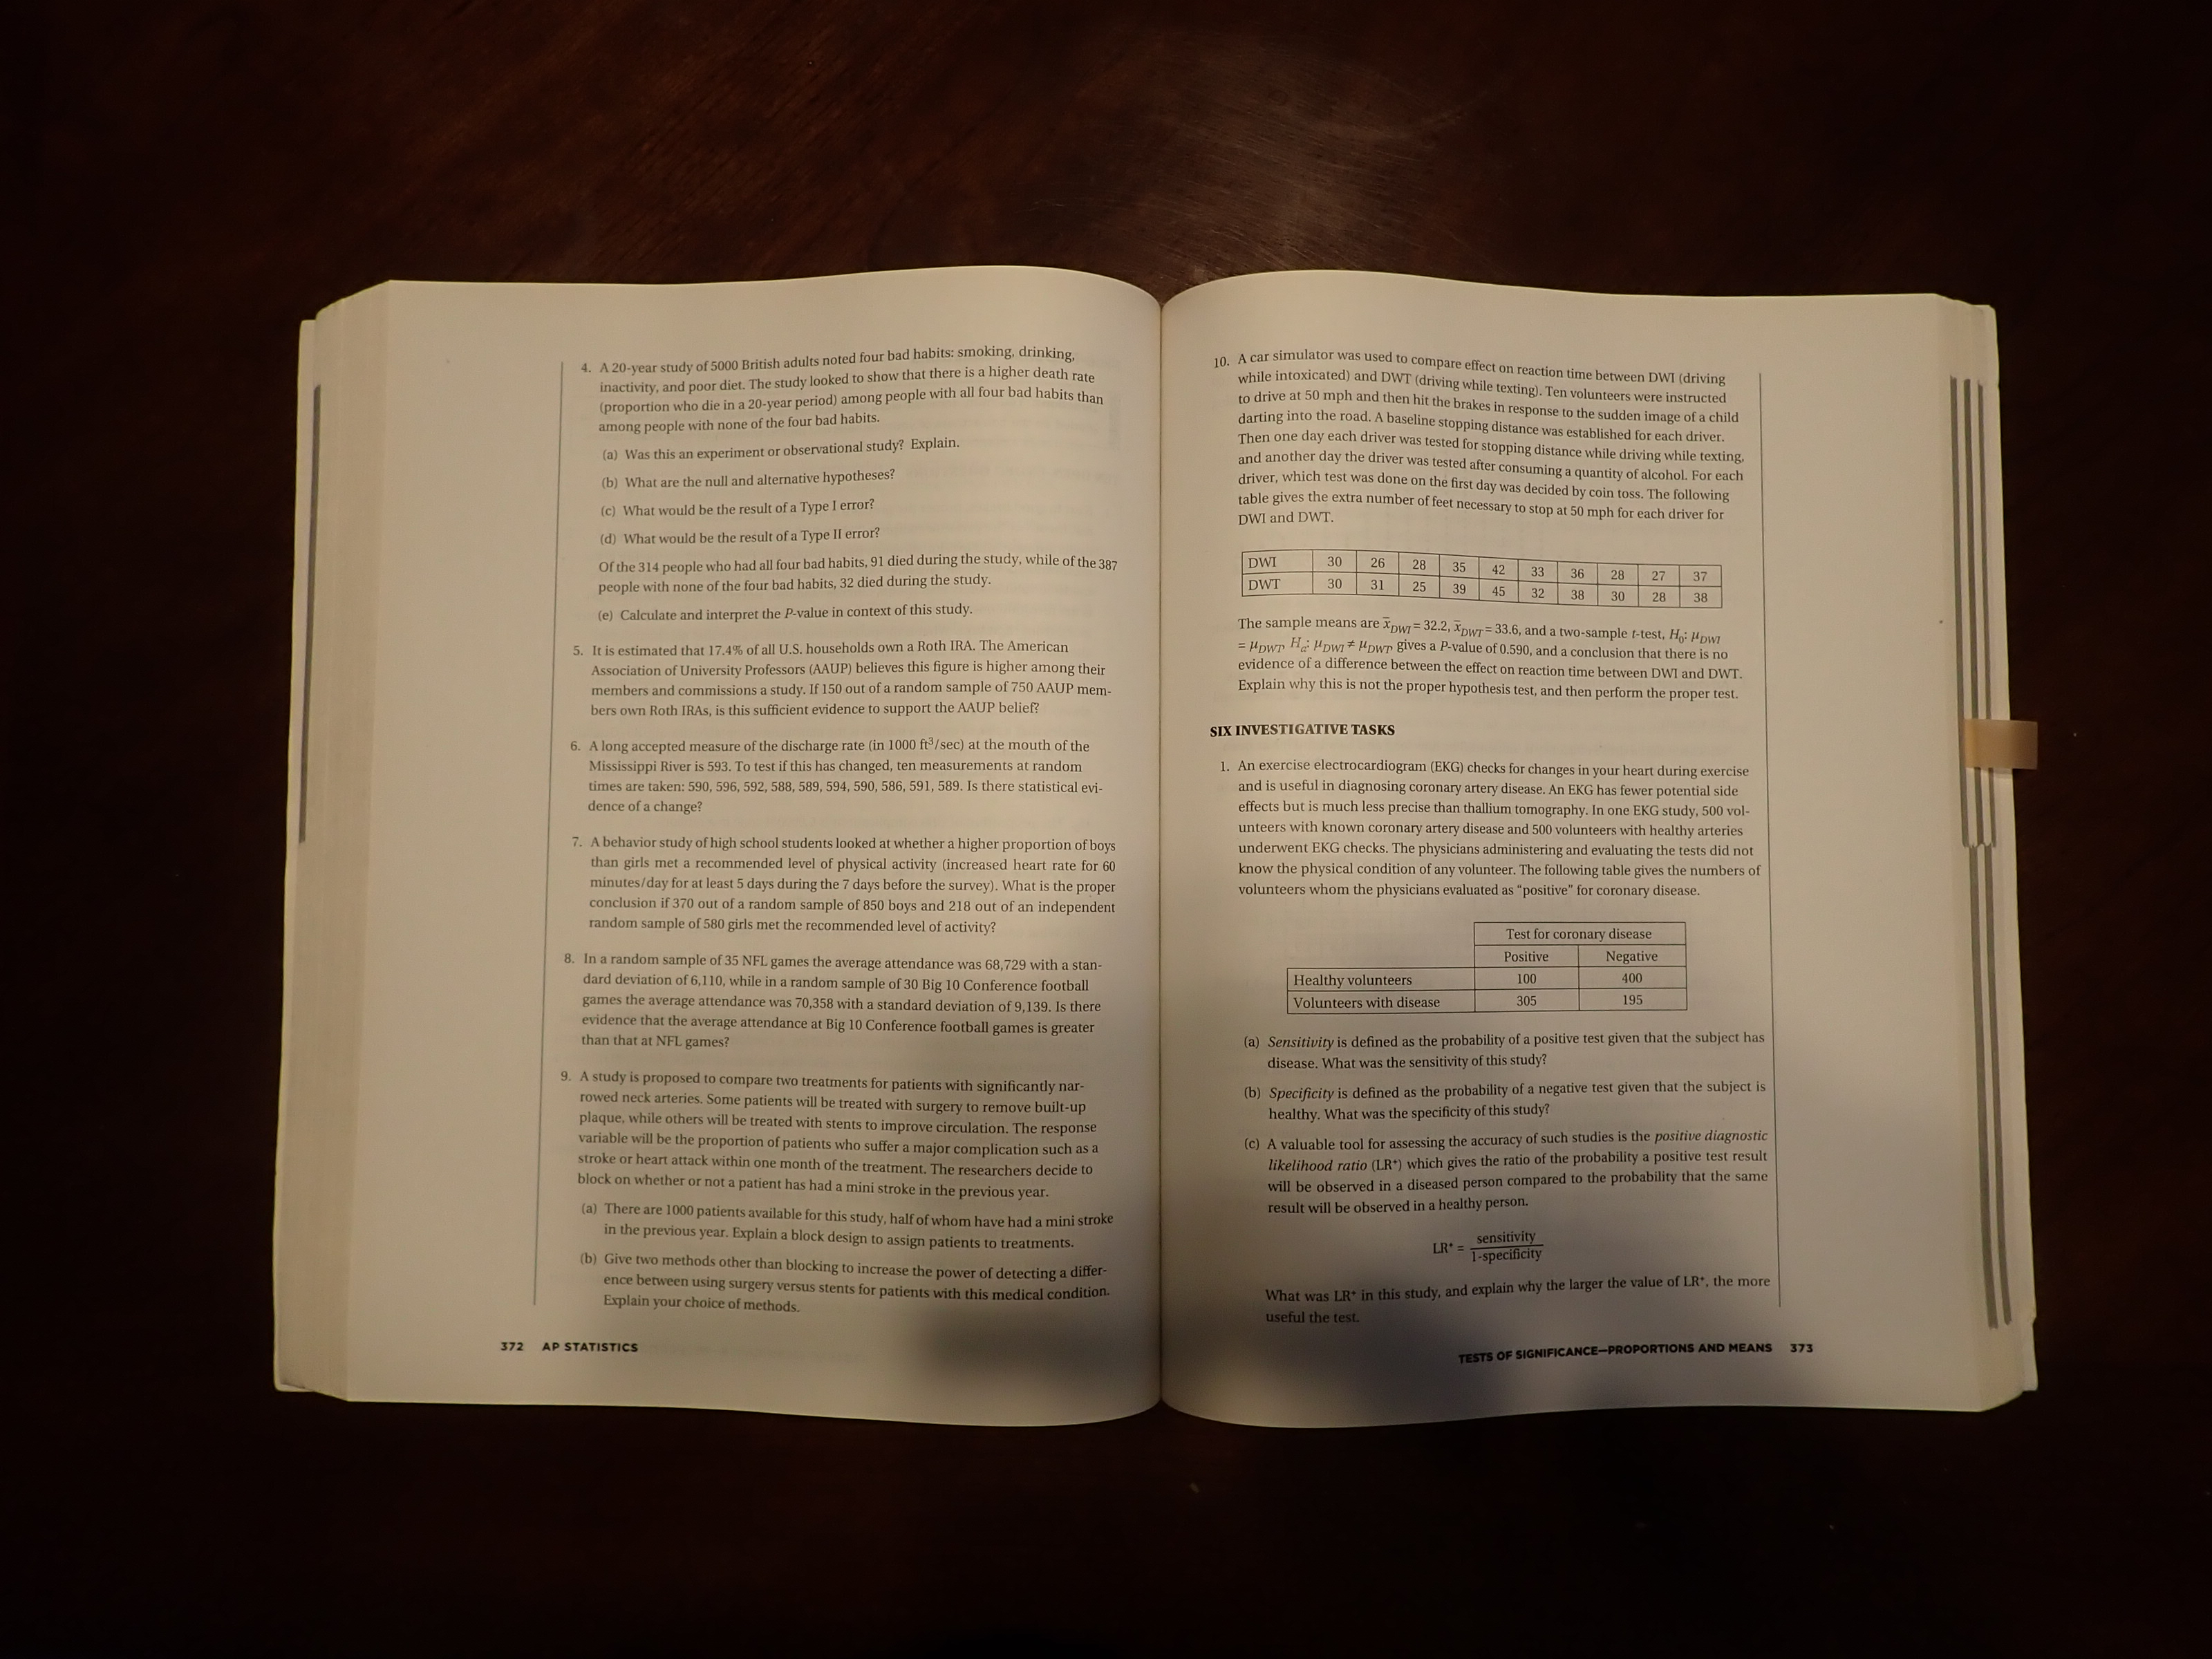 4. A 20-year study of 5000 British adults noted four bad habits: smoking, drinking,
inactivity, and poor diet. The study looked to show that there is a higher death rate
(proportion who die in a 20-year period) among people with all four bad habits than
among people with none of the four bad habits.
(a) Was this an experiment or observational study? Explain.
(b) What are the null and alternative hypotheses?
(c) What would be the result of a Type I error?
(d) What would be the result of a Type II error?
Of the 314 people who had all four bad habits, 91 died during the study, while of the 387
people with none of the four bad habits, 32 died during the study.
(e) Calculate and interpret the P-value in context of this study.
5. It is estimated that 17.4% of all U.S. households own a Roth IRA. The American
Association of University Professors (AAUP) believes this figure is higher among their
members and commissions a study. If 150 out of a random sample of 750 AAUP mem-
bers own Roth IRAs, is this sufficient evidence to support the AAUP belief?
6. A long accepted measure of the discharge rate (in 1000 ft³/sec) at the mouth of the
Mississippi River is 593. To test if this has changed, ten measurements at random
times are taken: 590, 596, 592, 588, 589, 594, 590, 586, 591, 589. Is there statistical evi-
dence of a change?
7. A behavior study of high school students looked at whether a higher proportion of boys
than girls met a recommended level of physical activity (increased heart rate for 60
minutes/day for at least 5 days during the 7 days before the survey). What is the proper
conclusion if 370 out of a random sample of 850 boys and 218 out of an independent
random sample of 580 girls met the recommended level of activity?
8. In a random sample of 35 NFL games the average attendance was 68,729 with a stan-
dard deviation of 6,110, while in a random sample of 30 Big 10 Conference football
games the average attendance was 70,358 with a standard deviation of 9,139. Is there
evidence that the average attendance at Big 10 Conference football games is greater
than that at NFL games?
9. A study is proposed to compare two treatments for patients with significantly nar-
rowed neck arteries. Some patients will be treated with surgery to remove built-up
plaque, while others will be treated with stents to improve circulation. The response
variable will be the proportion of patients who suffer a major complication such as a
stroke or heart attack within one month of the treatment. The researchers decide to
block on whether or not a patient has had a mini stroke in the previous year.
(a) There are 1000 patients available for this study, half of whom have had a mini stroke
in the previous year. Explain a block design to assign patients to treatments.
(b) Give two methods other than blocking to increase the power of detecting a differ-
ence between using surgery versus stents for patients with this medical condition.
Explain your choice of methods.
372 AP STATISTICS
10. A car simulator was used to compare effect on reaction time between DWI (driving
while intoxicated) and DWT (driving while texting). Ten volunteers were instructed
to drive at 50 mph and then hit the brakes in response to the sudden image of a child
darting into the road. A baseline stopping distance was established for each driver.
Then one day each driver was tested for stopping distance while driving while texting,
and another day the driver was tested after consuming a quantity of alcohol. For each
driver, which test was done on the first day was decided by coin toss. The following
table gives the extra number of feet necessary to stop at 50 mph for each driver for
DWI and DWT.
DWI 30 26 28 35 42 33 36 28 27 37
DWT 30 31 25 39 45 32 38 30 28 38
The sample means are x̄DWI = 32.2, x̄DWT = 33.6, and a two-sample t-test, H₀: μDWI
= μDWT, Hₐ: μDWI ≠ μDWT, gives a P-value of 0.590, and a conclusion that there is no
evidence of a difference between the effect on reaction time between DWI and DWT.
Explain why this is not the proper hypothesis test, and then perform the proper test.
SIX INVESTIGATIVE TASKS
1. An exercise electrocardiogram (EKG) checks for changes in your heart during exercise
and is useful in diagnosing coronary artery disease. An EKG has fewer potential side
effects but is much less precise than thallium tomography. In one EKG study, 500 vol-
unteers with known coronary artery disease and 500 volunteers with healthy arteries
underwent EKG checks. The physicians administering and evaluating the tests did not
know the physical condition of any volunteer. The following table gives the numbers of
volunteers whom the physicians evaluated as “positive” for coronary disease.
Test for coronary disease
Positive Negative
Healthy volunteers 100 400
Volunteers with disease 305 195
(a) Sensitivity is defined as the probability of a positive test given that the subject has
disease. What was the sensitivity of this study?
(b) Specificity is defined as the probability of a negative test given that the subject is
healthy. What was the specificity of this study?
(c) A valuable tool for assessing the accuracy of such studies is the positive diagnostic
likelihood ratio (LR⁺) which gives the ratio of the probability a positive test result
will be observed in a diseased person compared to the probability that the same
result will be observed in a healthy person.
LR⁺ = sensitivity
1-specificity
What was LR⁺ in this study, and explain why the larger the value of LR⁺, the more
useful the test.
TESTS OF SIGNIFICANCE—PROPORTIONS AND MEANS 373